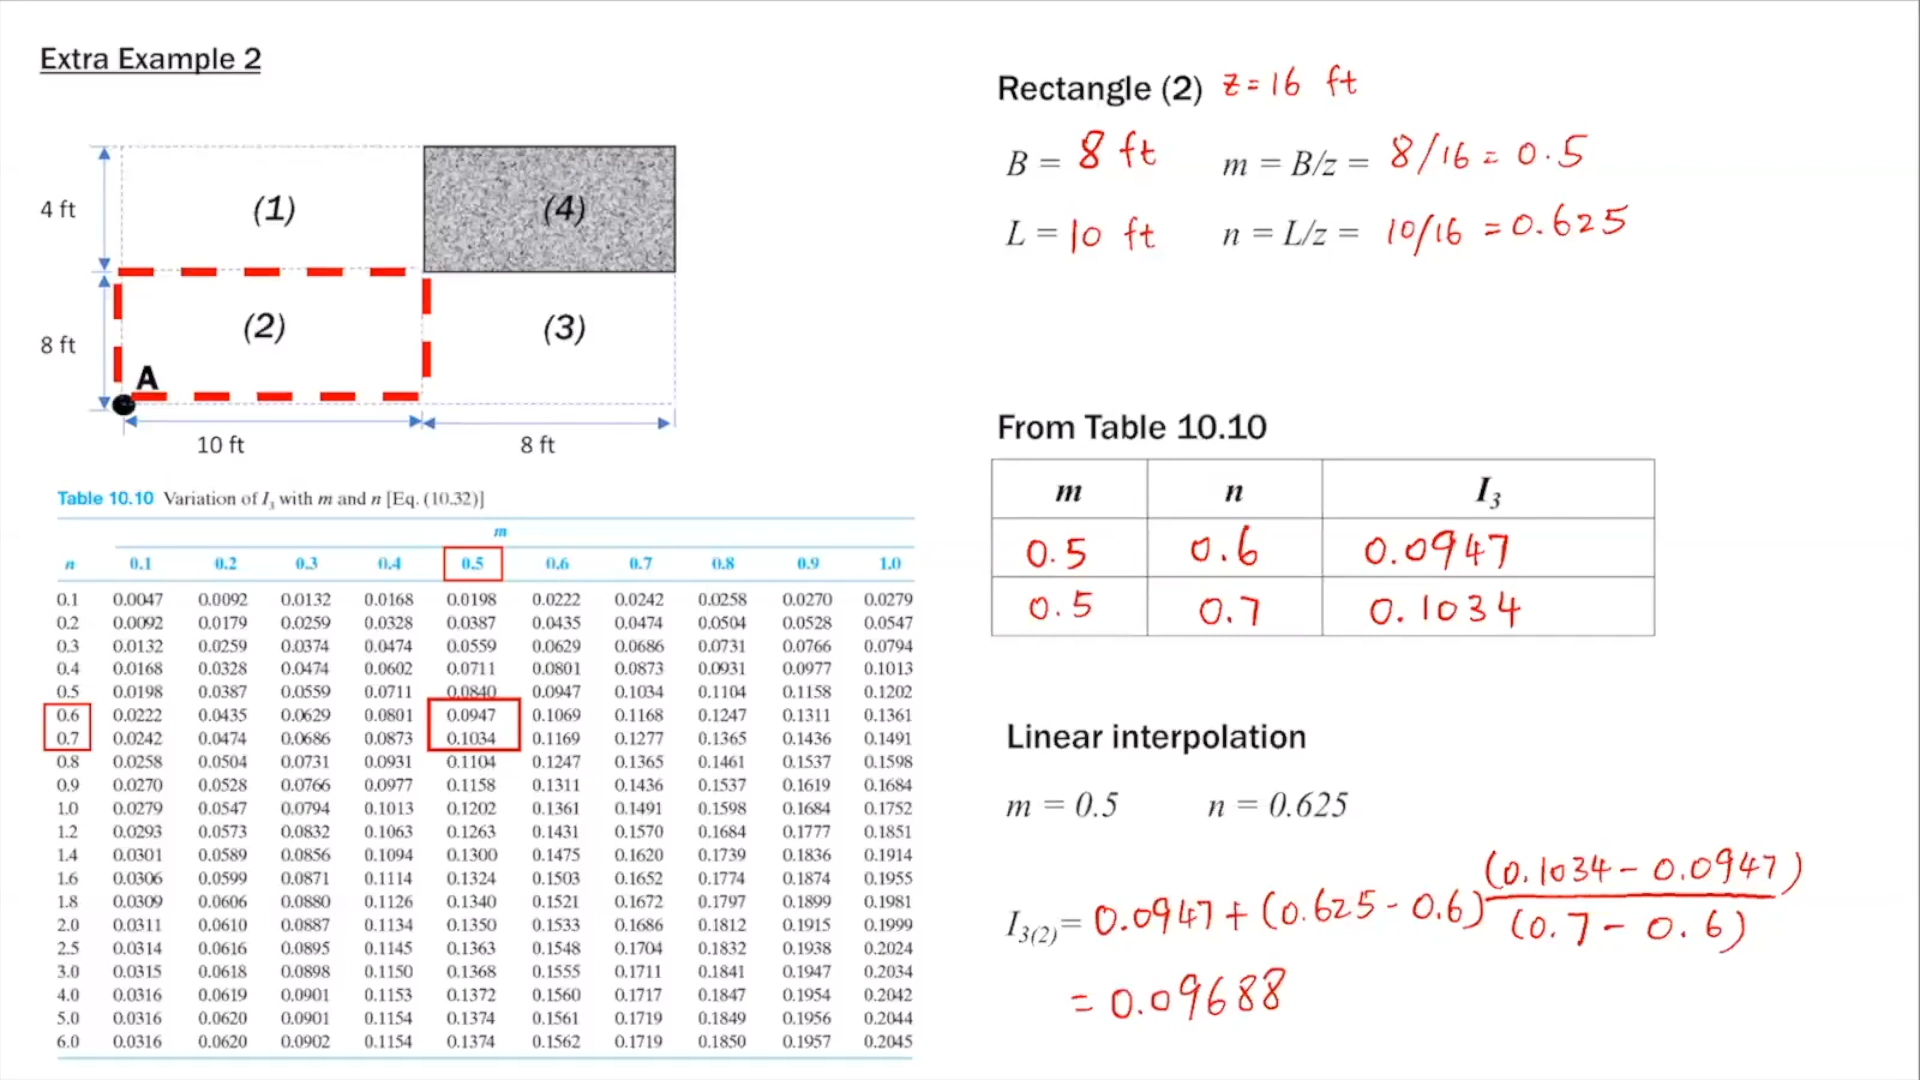 Extra Example 2
4 ft
(1)
(4)
8 ft
(2)
(3)
A
10 ft
8 ft
Table 10.10 Variation of I3 with m and n [Eq. (10.32)]
m
n 0.1 0.2 0.3 0.4 0.5 0.6 0.7 0.8 0.9 1.0
0.1 0.0047 0.0092 0.0132 0.0168 0.0198 0.0222 0.0242 0.0258 0.0270 0.0279
0.2 0.0092 0.0179 0.0259 0.0328 0.0387 0.0435 0.0474 0.0504 0.0528 0.0547
0.3 0.0132 0.0259 0.0374 0.0474 0.0559 0.0629 0.0686 0.0731 0.0766 0.0794
0.4 0.0168 0.0328 0.0474 0.0602 0.0711 0.0801 0.0873 0.0931 0.0977 0.1013
0.5 0.0198 0.0387 0.0559 0.0711 0.0840 0.0947 0.1034 0.1104 0.1158 0.1202
0.6 0.0222 0.0435 0.0629 0.0801 0.0947 0.1069 0.1168 0.1247 0.1311 0.1361
0.7 0.0242 0.0474 0.0686 0.0873 0.1034 0.1169 0.1277 0.1365 0.1436 0.1491
0.8 0.0258 0.0504 0.0731 0.0931 0.1104 0.1247 0.1365 0.1461 0.1537 0.1598
0.9 0.0270 0.0528 0.0766 0.0977 0.1158 0.1311 0.1436 0.1537 0.1619 0.1684
1.0 0.0279 0.0547 0.0794 0.1013 0.1202 0.1361 0.1491 0.1598 0.1684 0.1752
1.2 0.0293 0.0573 0.0832 0.1063 0.1263 0.1431 0.1570 0.1684 0.1777 0.1851
1.4 0.0301 0.0589 0.0856 0.1094 0.1300 0.1475 0.1620 0.1739 0.1836 0.1914
1.6 0.0306 0.0599 0.0871 0.1114 0.1324 0.1503 0.1652 0.1774 0.1874 0.1955
1.8 0.0309 0.0606 0.0880 0.1126 0.1340 0.1521 0.1672 0.1797 0.1899 0.1981
2.0 0.0311 0.0610 0.0887 0.1134 0.1350 0.1533 0.1686 0.1812 0.1915 0.1999
2.5 0.0314 0.0616 0.0895 0.1145 0.1363 0.1548 0.1704 0.1832 0.1938 0.2024
3.0 0.0315 0.0618 0.0898 0.1150 0.1368 0.1555 0.1711 0.1841 0.1947 0.2034
4.0 0.0316 0.0619 0.0901 0.1153 0.1372 0.1560 0.1717 0.1847 0.1954 0.2042
5.0 0.0316 0.0620 0.0901 0.1154 0.1374 0.1561 0.1719 0.1849 0.1956 0.2044
6.0 0.0316 0.0620 0.0902 0.1154 0.1374 0.1562 0.1719 0.1850 0.1957 0.2045
Rectangle (2) z = 16 ft
B = 8 ft m = B/z = 8/16 = 0.5
L = 10 ft n = L/z = 10/16 = 0.625
From Table 10.10
m n I3
0.5 0.6 0.0947
0.5 0.7 0.1034
Linear interpolation
m = 0.5 n = 0.625
I3(2) = 0.0947 + (0.625 - 0.6) (0.1034 - 0.0947) / (0.7 - 0.6)
= 0.09688